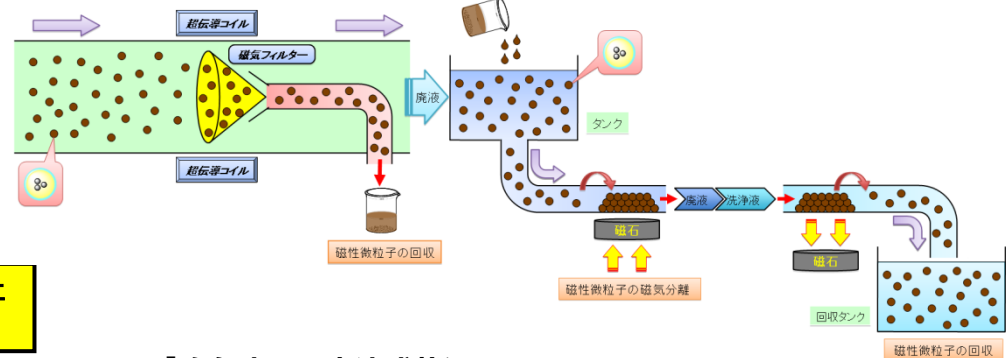 超伝導コイル
磁気フィルター
超伝導コイル
磁性微粒子の回収
廃液
タンク
磁石
磁性微粒子の磁気分離
廃液
洗浄液
磁石
回収タンク
磁性微粒子の回収